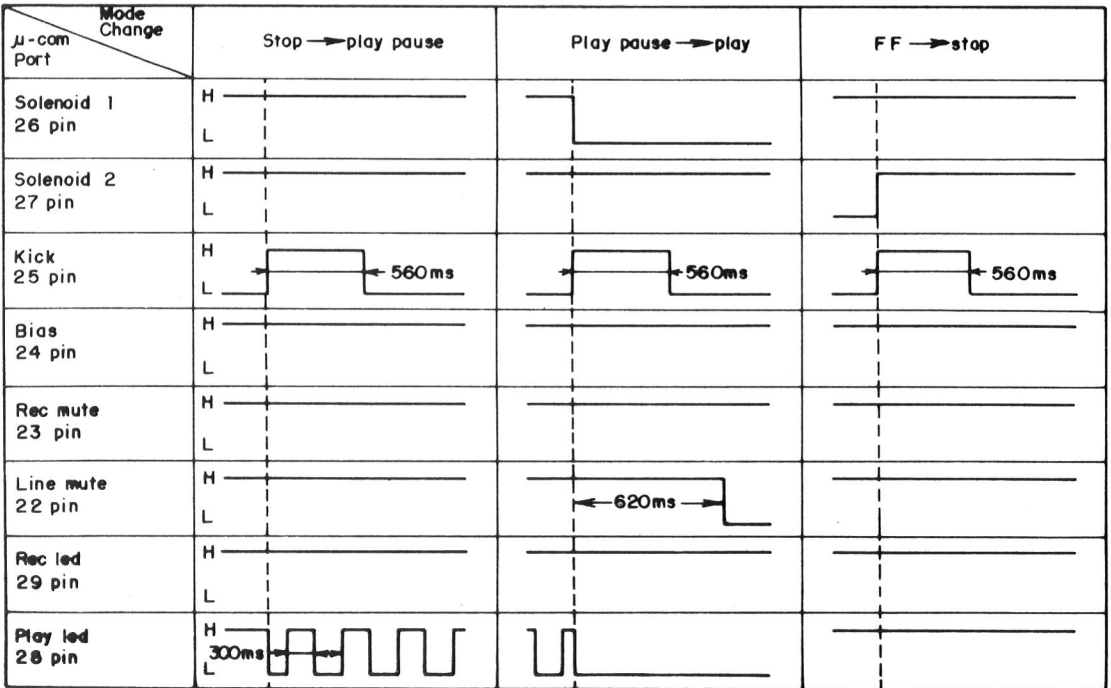 Mode
Change
μ-com
Port
Stop → play pause
Play pause → play
FF → stop
Solenoid 1
26 pin
H
L
Solenoid 2
27 pin
H
L
Kick
25 pin
H
L
560ms
560ms
560ms
Bias
24 pin
H
L
Rec mute
23 pin
H
L
Line mute
22 pin
H
L
620ms
Rec led
29 pin
H
L
Play led
28 pin
H
300ms
L